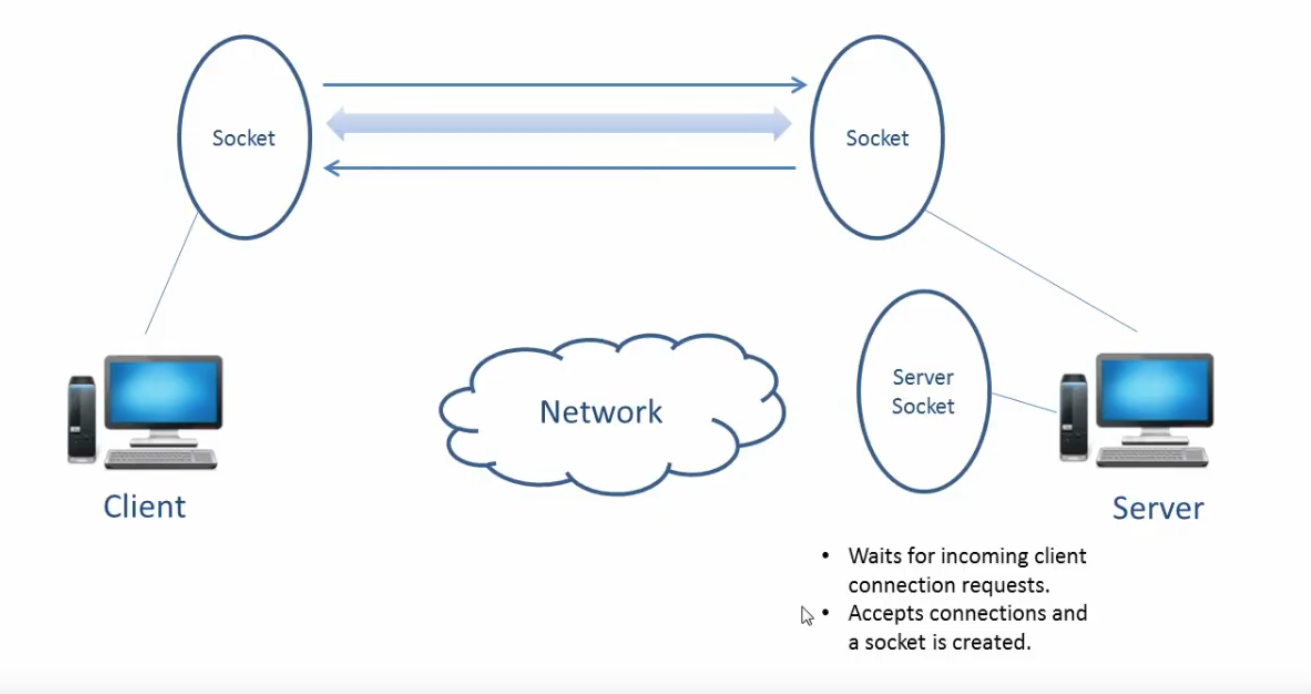 Socket
Socket
Network
Server
Socket
Client
Server
• Waits for incoming client
connection requests.
• Accepts connections and
a socket is created.